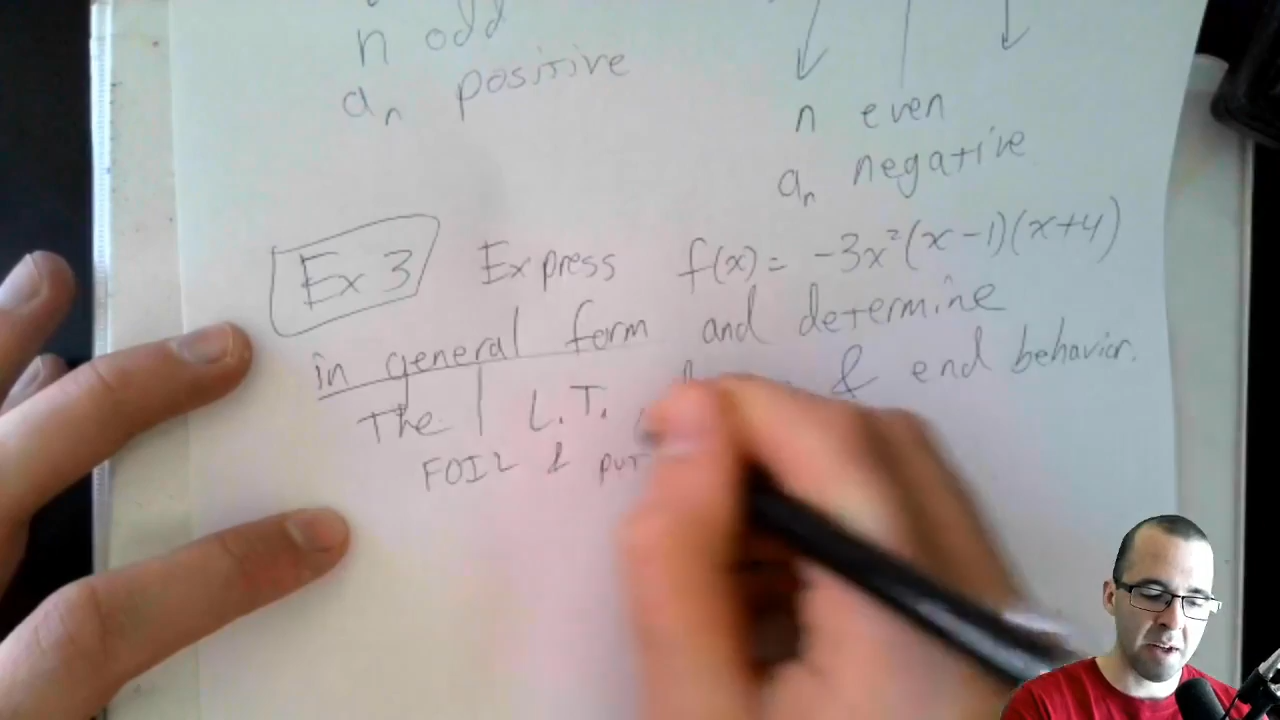 n odd
aₙ positive
n even
aₙ negative
Ex 3 Express f(x) = -3x²(x-1)(x+4)
in general form and determine
The L.T. & end behavior.
FOIL & put